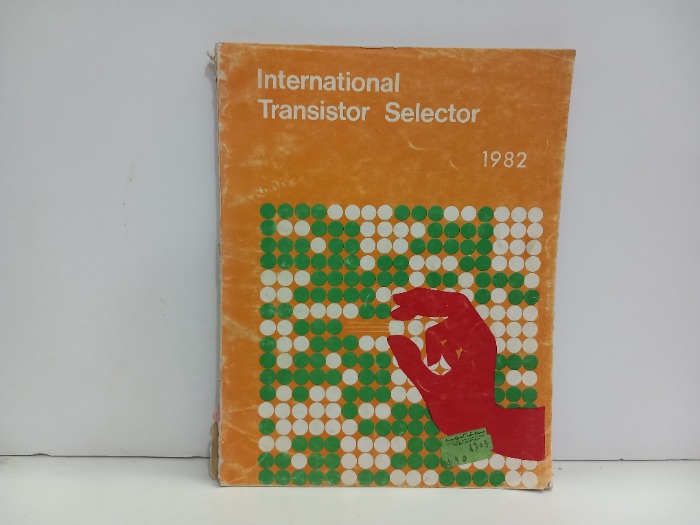 International
Transistor Selector
1982